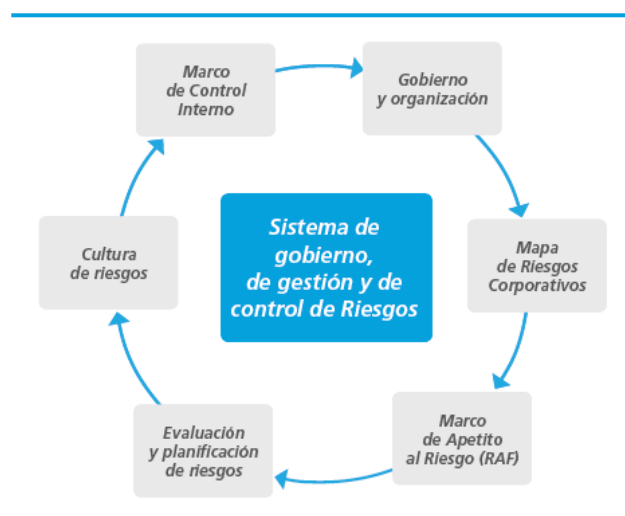 Marco
de Control
Interno
Gobierno
y organización
Sistema de
gobierno,
de gestión y de
control de Riesgos
Cultura
de riesgos
Mapa
de Riesgos
Corporativos
Evaluación
y planificación
de riesgos
Marco
de Apetito
al Riesgo (RAF)